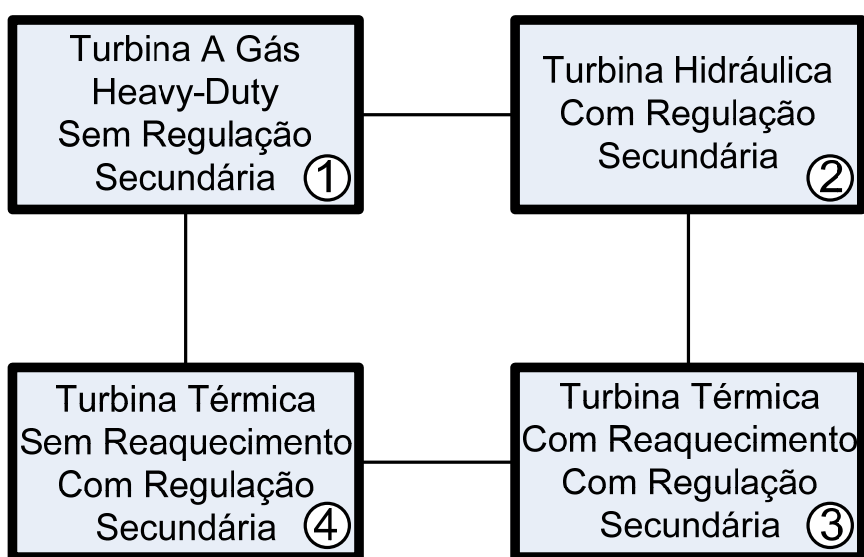 Turbina A Gás
Heavy-Duty
Sem Regulação
Secundária 1
Turbina Hidráulica
Com Regulação
Secundária 2
Turbina Térmica
Sem Reaquecimento
Com Regulação
Secundária 4
Turbina Térmica
Com Reaquecimento
Com Regulação
Secundária 3